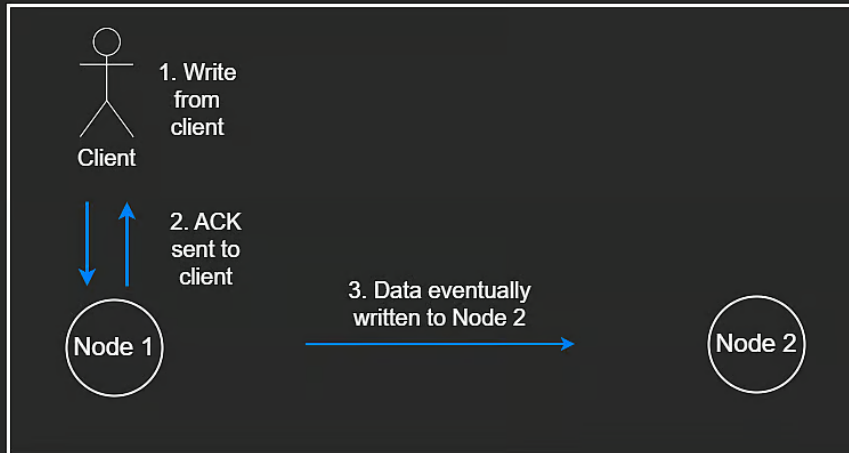 1. Write
from
client
Client
2. ACK
sent to
client
3. Data eventually
written to Node 2
Node 1
Node 2